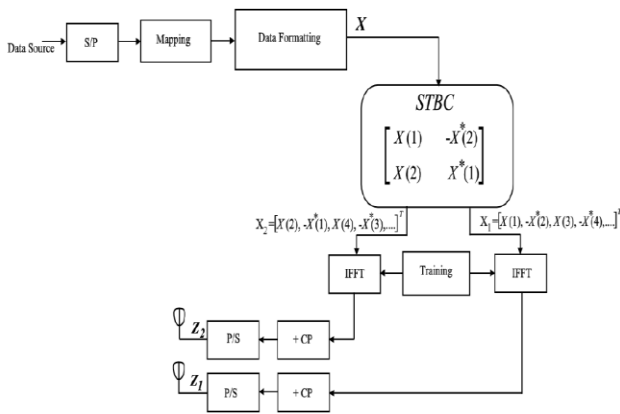 Data Source
S/P
Mapping
Data Formatting
X
STBC
X(1) -X*(2)
X(2) X*(1)
X₂=[X(2), -X*(1), X(4), -X*(3),....]ᵀ
X₁=[X(1), -X*(2), X(3), -X*(4),....]ᵀ
IFFT
Training
IFFT
Z₂
P/S
+ CP
Z₁
P/S
+ CP